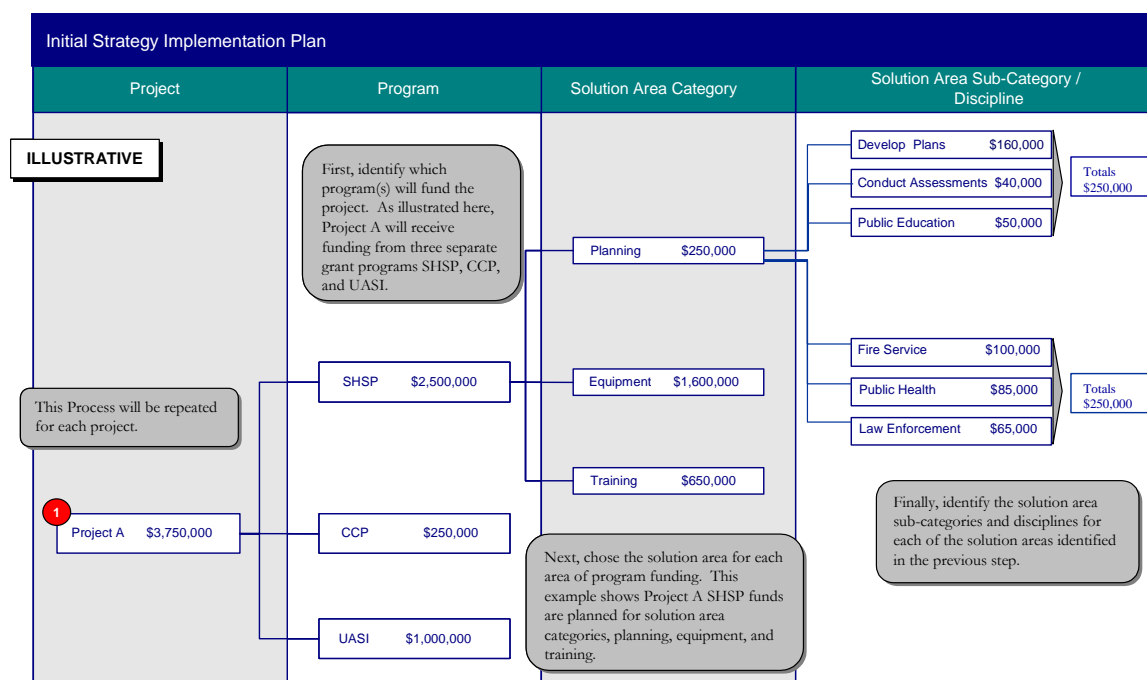 Initial Strategy Implementation Plan
Project
Program
Solution Area Category
Solution Area Sub-Category /
Discipline
ILLUSTRATIVE
First, identify which
program(s) will fund the
project. As illustrated here,
Project A will receive
funding from three separate
grant programs SHSP, CCP,
and UASI.
This Process will be repeated
for each project.
1
Project A $3,750,000
SHSP $2,500,000
CCP $250,000
UASI $1,000,000
Planning $250,000
Equipment $1,600,000
Training $650,000
Next, chose the solution area for each
area of program funding. This
example shows Project A SHSP funds
are planned for solution area
categories, planning, equipment, and
training.
Develop Plans $160,000
Conduct Assessments $40,000
Public Education $50,000
Totals
$250,000
Fire Service $100,000
Public Health $85,000
Law Enforcement $65,000
Totals
$250,000
Finally, identify the solution area
sub-categories and disciplines for
each of the solution areas identified
in the previous step.